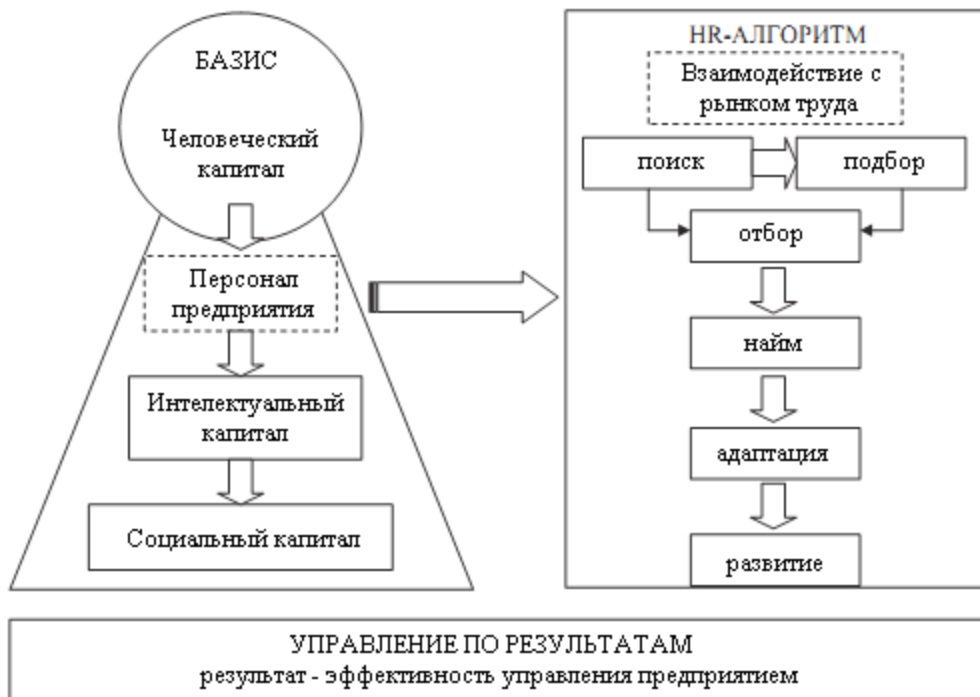 БАЗИС
Человеческий
капитал
Персонал
предприятия
Интелектуальный
капитал
Социальный капитал
HR-АЛГОРИТМ
Взаимодействие с
рынком труда
поиск
подбор
отбор
найм
адаптация
развитие
УПРАВЛЕНИЕ ПО РЕЗУЛЬТАТАМ
результат - эффективность управления предприятием